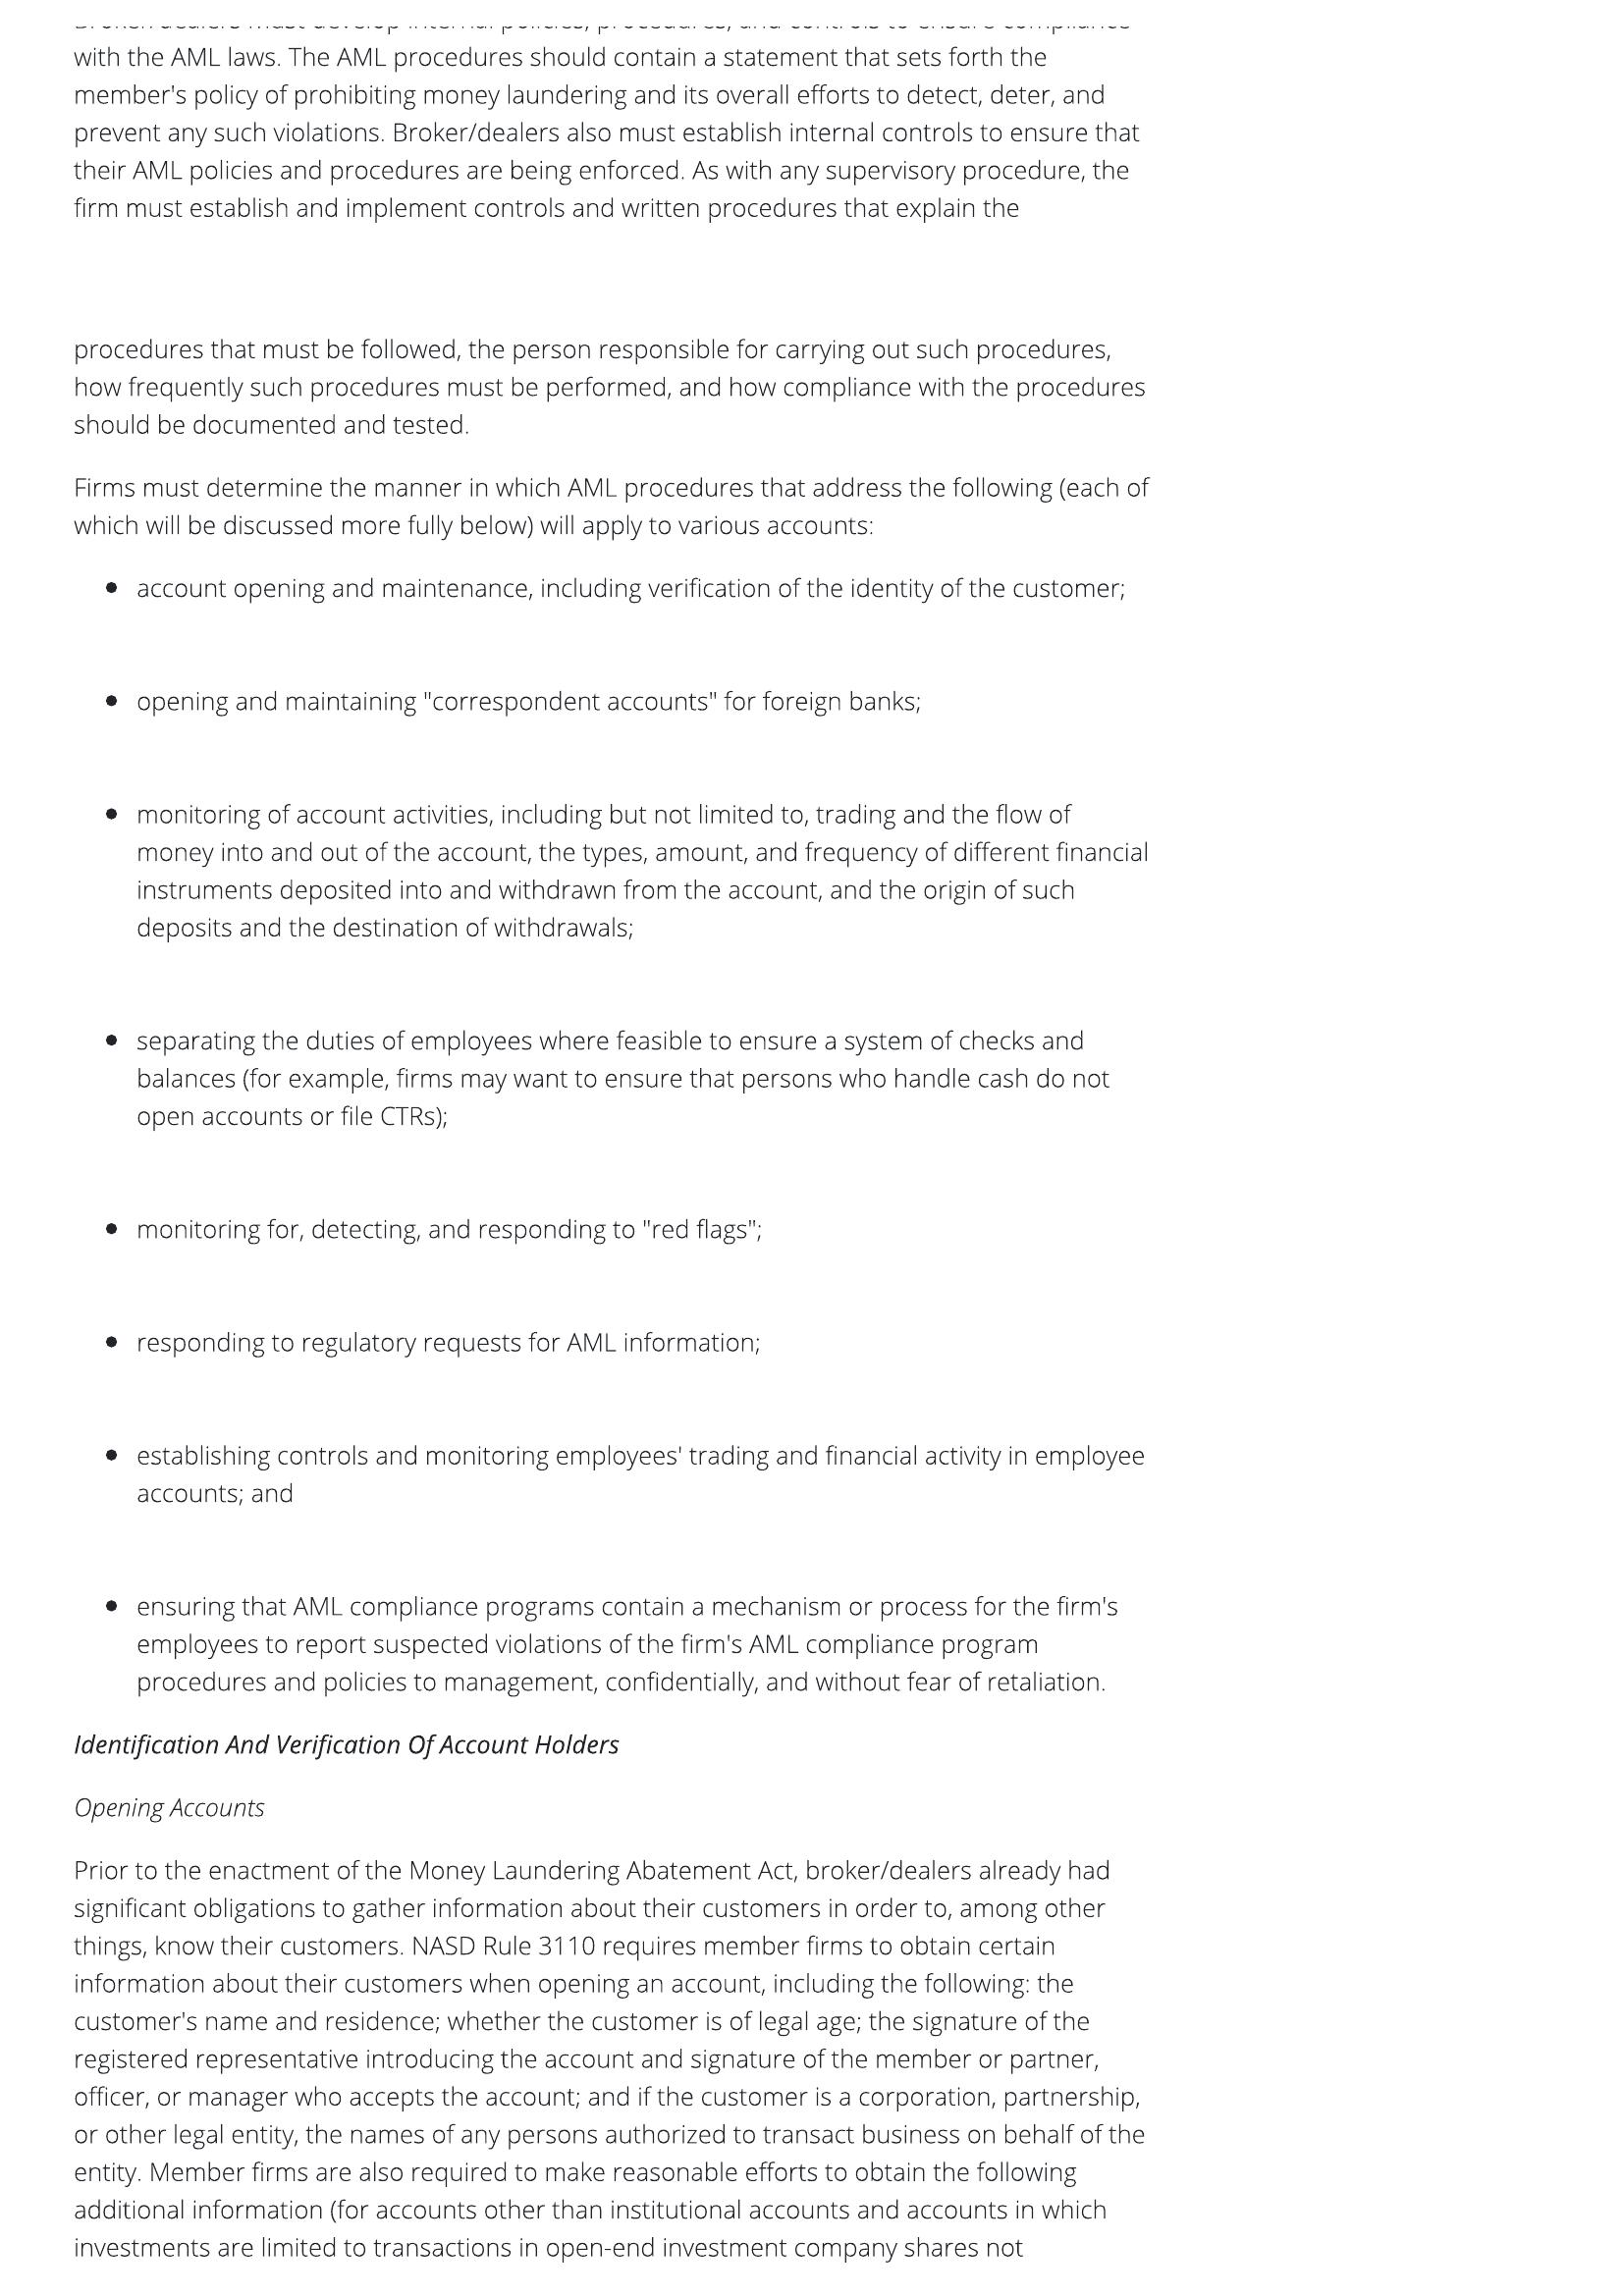 Broker/dealers must develop internal policies, procedures, and controls to ensure compliance
with the AML laws. The AML procedures should contain a statement that sets forth the
member's policy of prohibiting money laundering and its overall efforts to detect, deter, and
prevent any such violations. Broker/dealers also must establish internal controls to ensure that
their AML policies and procedures are being enforced. As with any supervisory procedure, the
firm must establish and implement controls and written procedures that explain the
procedures that must be followed, the person responsible for carrying out such procedures,
how frequently such procedures must be performed, and how compliance with the procedures
should be documented and tested.
Firms must determine the manner in which AML procedures that address the following (each of
which will be discussed more fully below) will apply to various accounts:
• account opening and maintenance, including verification of the identity of the customer;
• opening and maintaining "correspondent accounts" for foreign banks;
• monitoring of account activities, including but not limited to, trading and the flow of
money into and out of the account, the types, amount, and frequency of different financial
instruments deposited into and withdrawn from the account, and the origin of such
deposits and the destination of withdrawals;
• separating the duties of employees where feasible to ensure a system of checks and
balances (for example, firms may want to ensure that persons who handle cash do not
open accounts or file CTRs);
• monitoring for, detecting, and responding to "red flags";
• responding to regulatory requests for AML information;
• establishing controls and monitoring employees' trading and financial activity in employee
accounts; and
• ensuring that AML compliance programs contain a mechanism or process for the firm's
employees to report suspected violations of the firm's AML compliance program
procedures and policies to management, confidentially, and without fear of retaliation.
Identification And Verification Of Account Holders
Opening Accounts
Prior to the enactment of the Money Laundering Abatement Act, broker/dealers already had
significant obligations to gather information about their customers in order to, among other
things, know their customers. NASD Rule 3110 requires member firms to obtain certain
information about their customers when opening an account, including the following: the
customer's name and residence; whether the customer is of legal age; the signature of the
registered representative introducing the account and signature of the member or partner,
officer, or manager who accepts the account; and if the customer is a corporation, partnership,
or other legal entity, the names of any persons authorized to transact business on behalf of the
entity. Member firms are also required to make reasonable efforts to obtain the following
additional information (for accounts other than institutional accounts and accounts in which
investments are limited to transactions in open-end investment company shares not